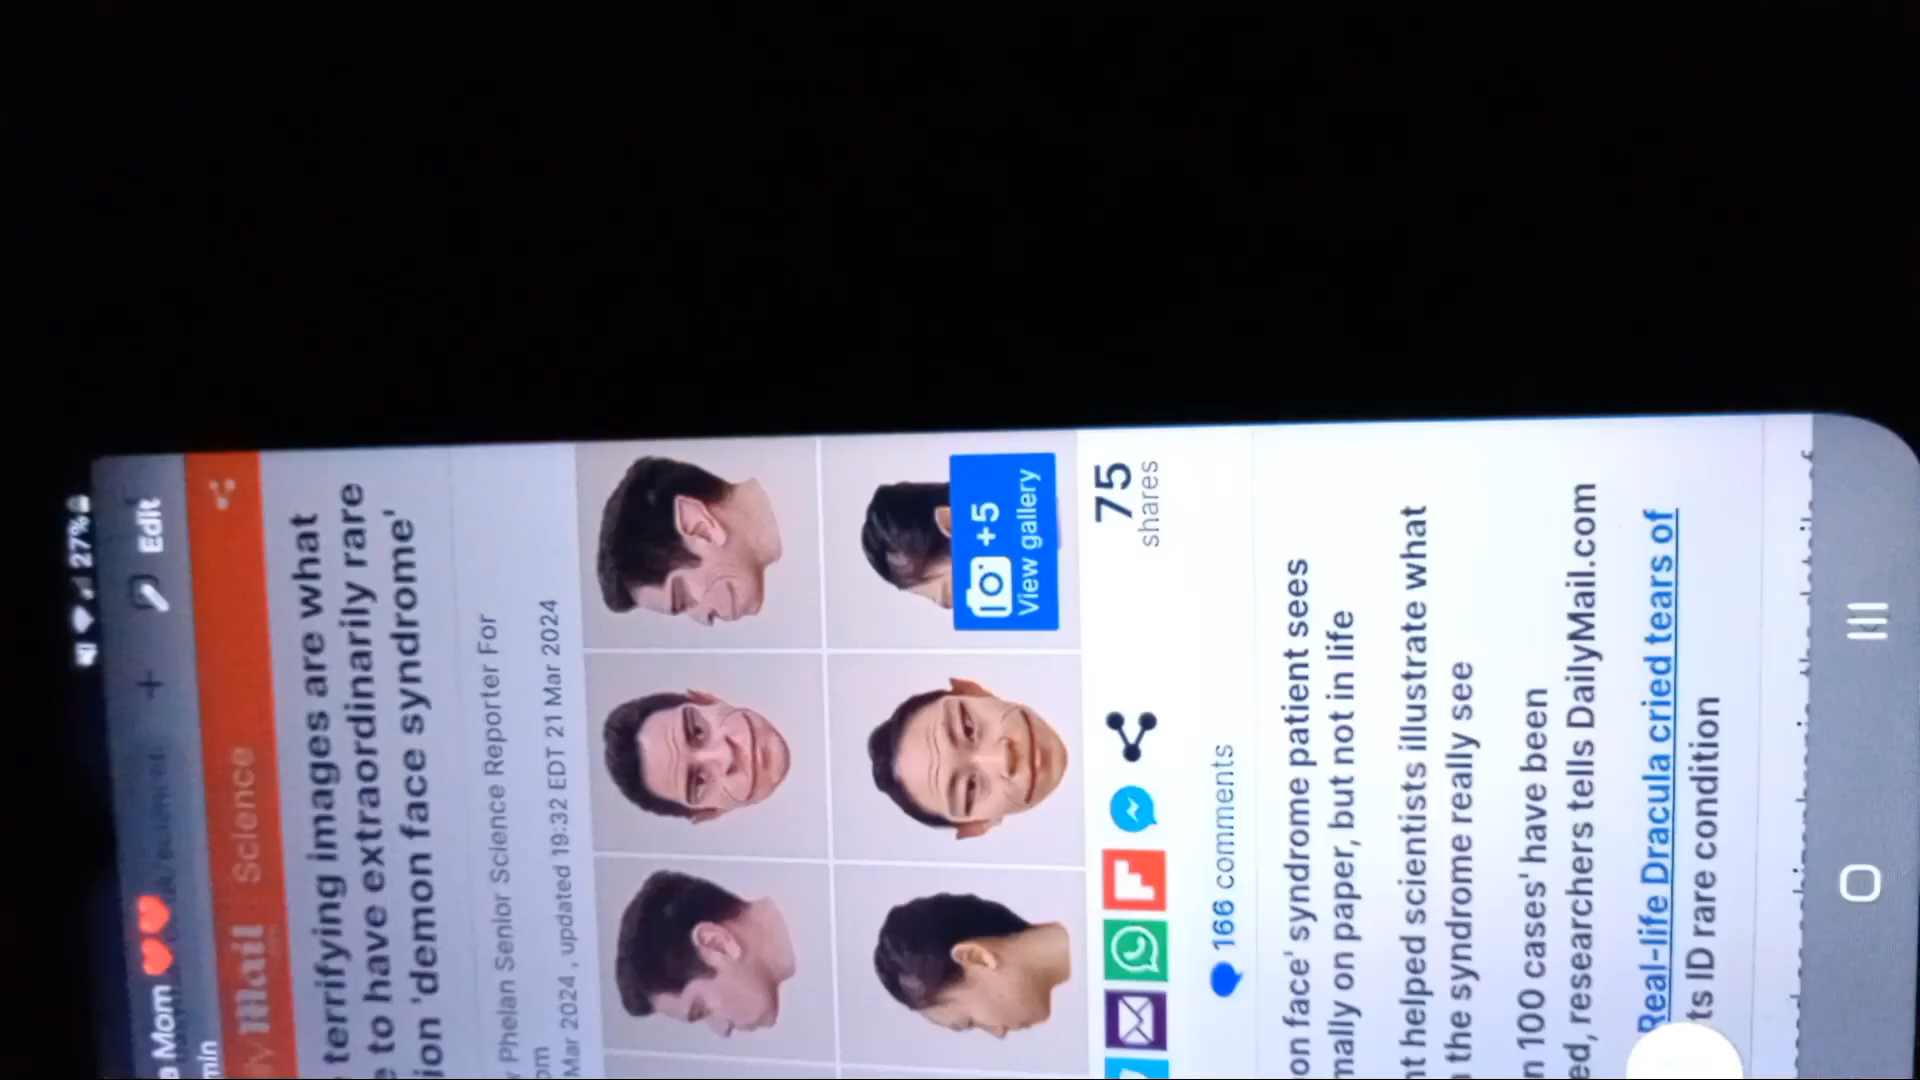 27%
Mom ❤❤
Edit
min
Mail Science
terrifying images are what
to have extraordinarily rare
ion 'demon face syndrome'
Phelan Senior Science Reporter For
om
Mar 2024 , updated 19:32 EDT 21 Mar 2024
+5
View gallery
75
shares
166 comments
on face' syndrome patient sees
mally on paper, but not in life
nt helped scientists illustrate what
the syndrome really see
n 100 cases' have been
ed, researchers tells DailyMail.com
Real-life Dracula cried tears of
ts ID rare condition